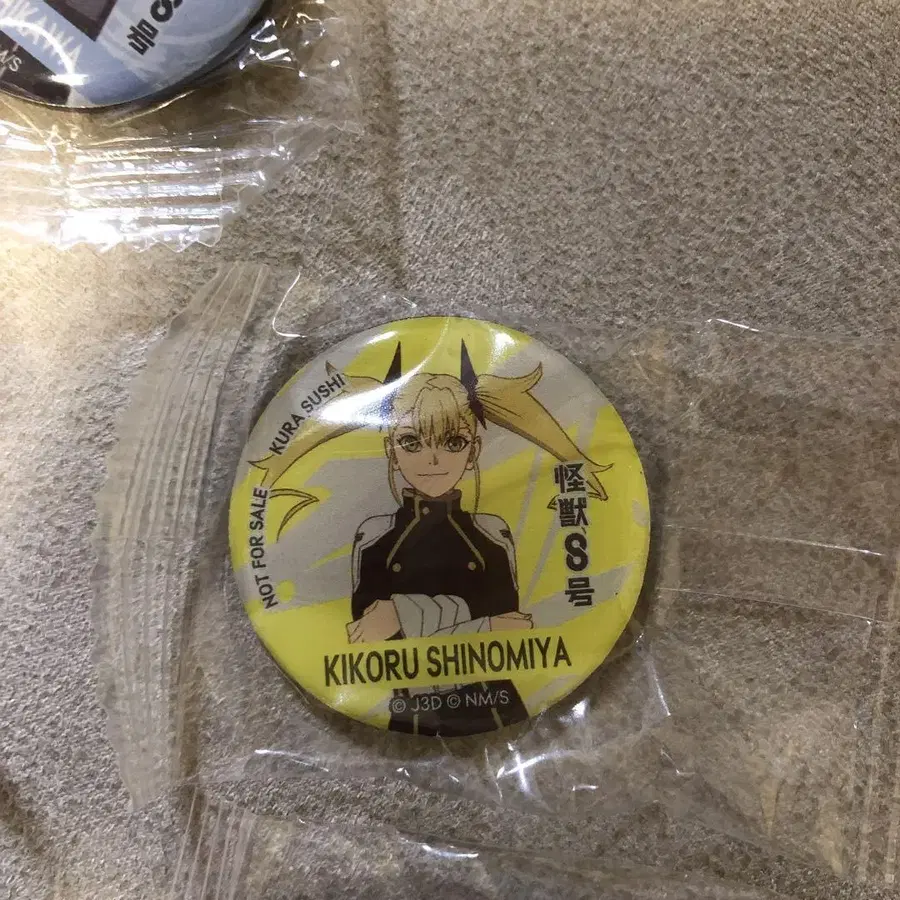 NOT FOR SALE KURA SUSHI
怪獣8号
KIKORU SHINOMIYA
© J3D © NM/S